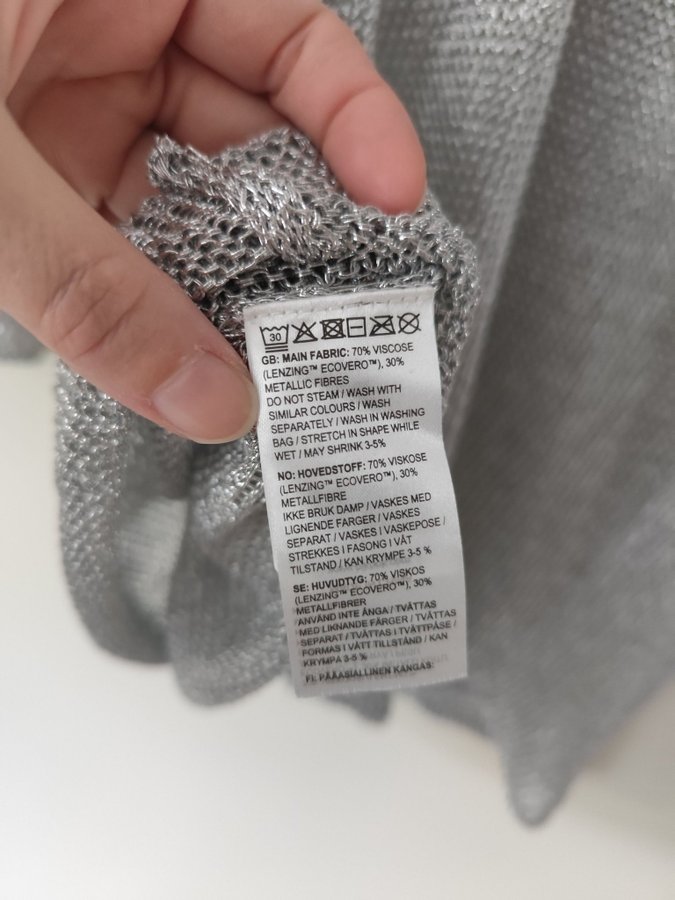 30
GB: MAIN FABRIC: 70% VISCOSE
(LENZING™ ECOVERO™), 30%
METALLIC FIBRES
DO NOT STEAM / WASH WITH
SIMILAR COLOURS / WASH
SEPARATELY / WASH IN WASHING
BAG / STRETCH IN SHAPE WHILE
WET / MAY SHRINK 3-5%
NO: HOVEDSTOFF: 70% VISKOSE
(LENZING™ ECOVERO™), 30%
METALLFIBRE
IKKE BRUK DAMP / VASKES MED
LIGNENDE FARGER / VASKES
SEPARAT / VASKES I VASKEPOSE /
STREKKES I FASONG I VÅT
TILSTAND / KAN KRYMPE 3-5 %
SE: HUVUDTYG: 70% VISKOS
(LENZING™ ECOVERO™), 30%
METALLFIBRER
ANVÄND INTE ÅNGA / TVÄTTAS
MED LIKNANDE FÄRGER / TVÄTTAS
SEPARAT / TVÄTTAS I TVÄTTPÅSE /
FORMAS I VÅTT TILLSTÅND / KAN
KRYMPA 3-5 %
FI: PÄÄASIALLINEN KANGAS: